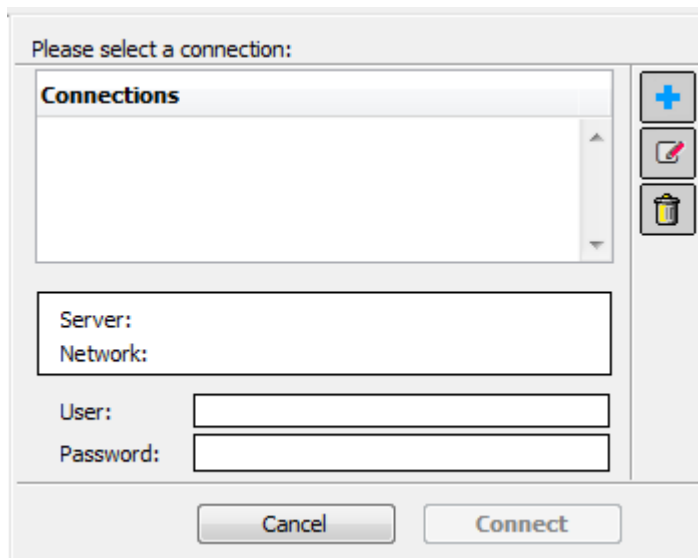 Please select a connection:
Connections
Server:
Network:
User:
Password:
Cancel Connect